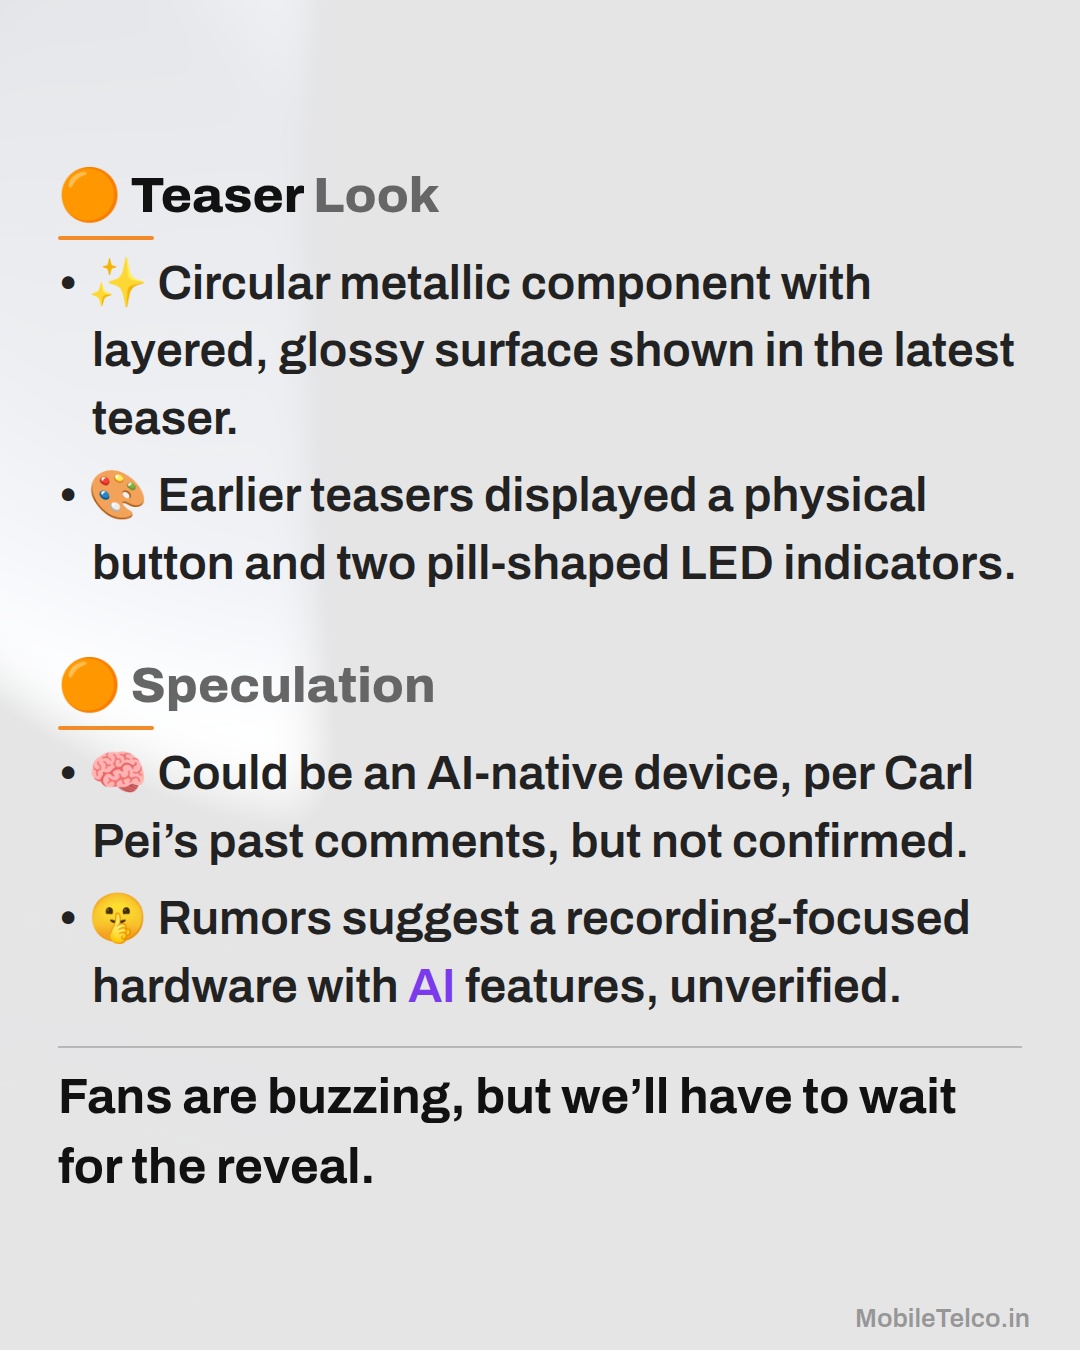 🟠 Teaser Look
• ✨ Circular metallic component with
layered, glossy surface shown in the latest
teaser.
• 🎨 Earlier teasers displayed a physical
button and two pill-shaped LED indicators.
🟠 Speculation
• 🧠 Could be an AI-native device, per Carl
Pei’s past comments, but not confirmed.
• 🤫 Rumors suggest a recording-focused
hardware with AI features, unverified.
Fans are buzzing, but we’ll have to wait
for the reveal.
MobileTelco.in